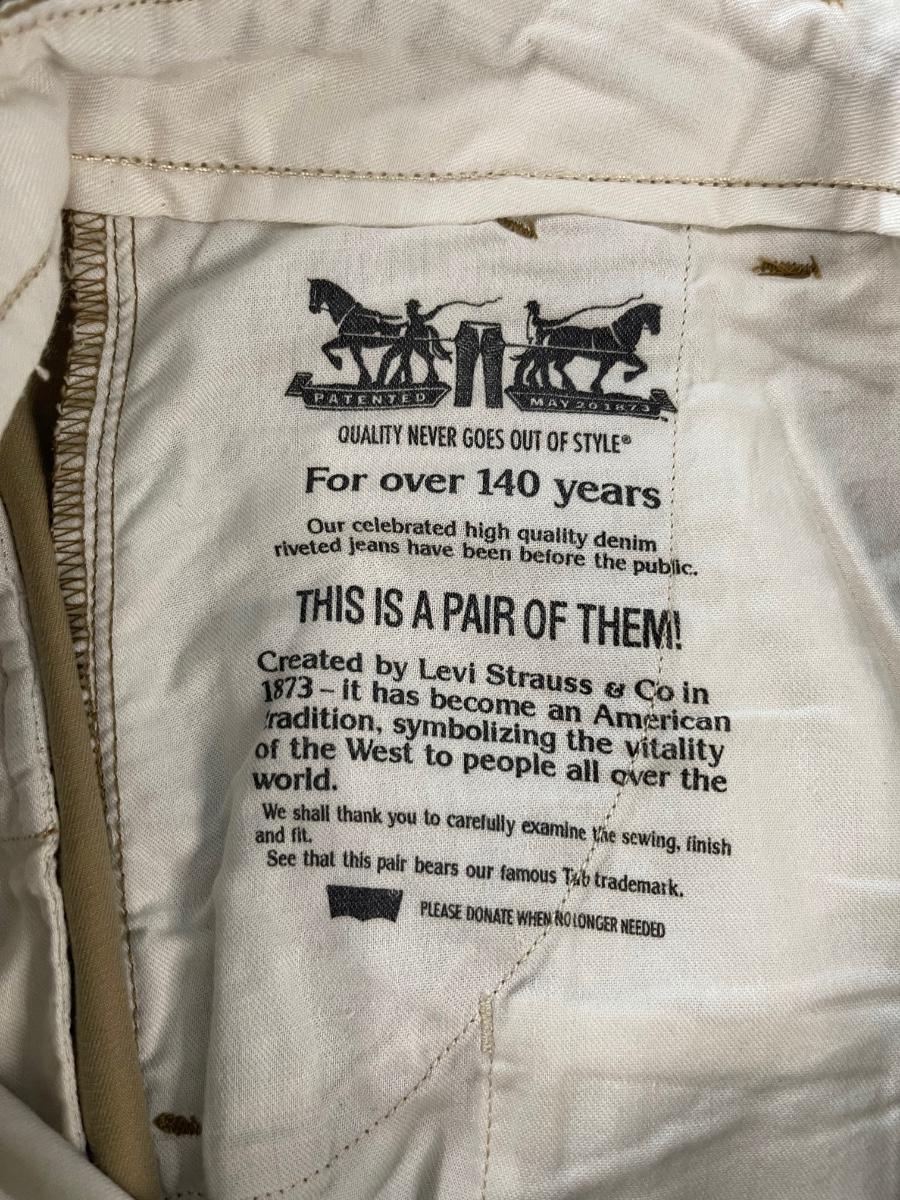 PATENTED MAY 20 1873
QUALITY NEVER GOES OUT OF STYLE®
For over 140 years
Our celebrated high quality denim
riveted jeans have been before the public.
THIS IS A PAIR OF THEM!
Created by Levi Strauss & Co in
1873 – it has become an American
tradition, symbolizing the vitality
of the West to people all over the
world.
We shall thank you to carefully examine the sewing, finish
and fit.
See that this pair bears our famous Tab trademark.
PLEASE DONATE WHEN NO LONGER NEEDED